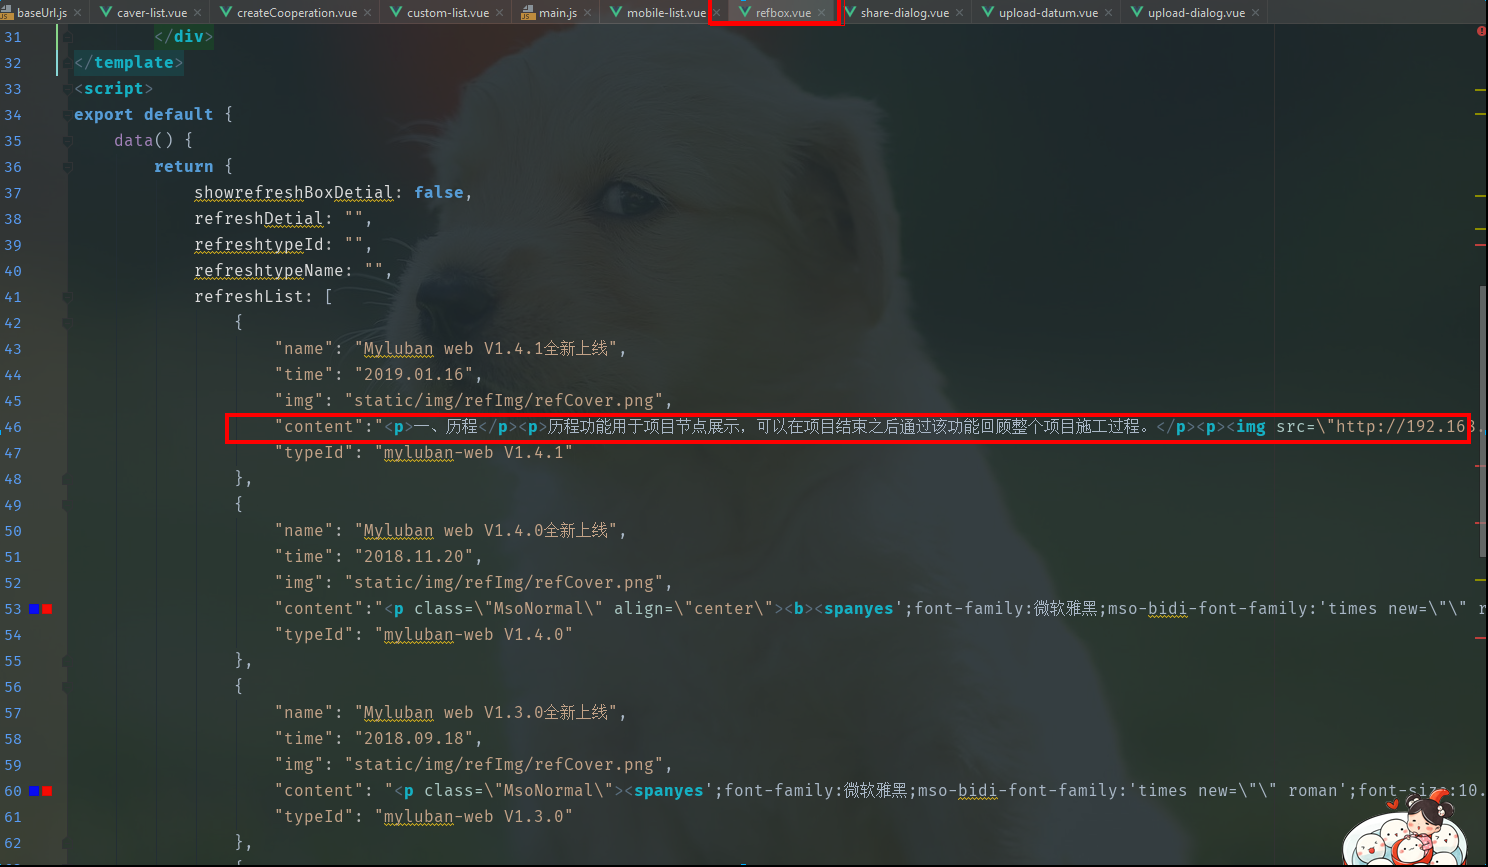 baseUrl.js caver-list.vue createCooperation.vue custom-list.vue main.js mobile-list.vue refbox.vue share-dialog.vue upload-datum.vue upload-dialog.vue
31 </div>
32 </template>
33 <script>
34 export default {
35 data() {
36 return {
37 showrefreshBoxDetial: false,
38 refreshDetial: "",
39 refreshtypeId: "",
40 refreshtypeName: "",
41 refreshList: [
42 {
43 "name": "Myluban web V1.4.1全新上线",
44 "time": "2019.01.16",
45 "img": "static/img/refImg/refCover.png",
46 "content":"<p>一、历程</p><p>历程功能用于项目节点展示，可以在项目结束之后通过该功能回顾整个项目施工过程。</p><p><img src=\"http://192.168.
47 "typeId": "myluban-web V1.4.1"
48 },
49 {
50 "name": "Myluban web V1.4.0全新上线",
51 "time": "2018.11.20",
52 "img": "static/img/refImg/refCover.png",
53 "content":"<p class=\"MsoNormal\" align=\"center\"><b><spanyes';font-family:微软雅黑;mso-bidi-font-family:'times new=\"\" r
54 "typeId": "myluban-web V1.4.0"
55 },
56 {
57 "name": "Myluban web V1.3.0全新上线",
58 "time": "2018.09.18",
59 "img": "static/img/refImg/refCover.png",
60 "content": "<p class=\"MsoNormal\"><spanyes';font-family:微软雅黑;mso-bidi-font-family:'times new=\"\" roman';font-size:10.
61 "typeId": "myluban-web V1.3.0"
62 },